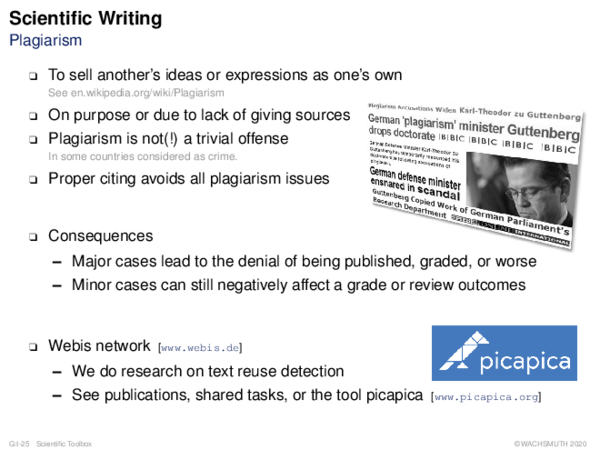 Scientific Writing
Plagiarism
❑ To sell another's ideas or expressions as one's own
See en.wikipedia.org/wiki/Plagiarism
❑ On purpose or due to lack of giving sources
❑ Plagiarism is not(!) a trivial offense
In some countries considered as crime.
❑ Proper citing avoids all plagiarism issues
Plagiarism Accusations Widen Karl-Theodor zu Guttenberg
German 'plagiarism' minister Guttenberg
drops doctorate BBC BBC BBC BBC
German defense minister
ensnared in scandal
Guttenberg Copied Work of German Parliament's
Research Department SPIEGEL ONLINE INTERNATIONAL
❑ Consequences
– Major cases lead to the denial of being published, graded, or worse
– Minor cases can still negatively affect a grade or review outcomes
❑ Webis network [www.webis.de]
– We do research on text reuse detection
– See publications, shared tasks, or the tool picapica [www.picapica.org]
picapica
G:I-25 Scientific Toolbox
©WACHSMUTH 2020